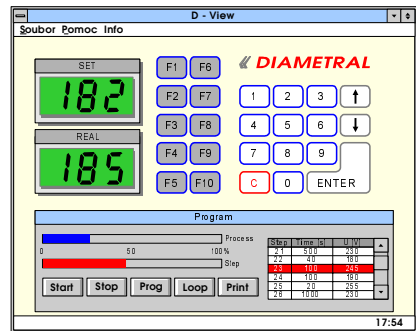 D - View
Soubor Pomoc Info
SET
182
REAL
185
F1 F6
F2 F7
F3 F8
F4 F9
F5 F10
DIAMETRAL
1 2 3
4 5 6
7 8 9
C 0 ENTER
Program
Process
0 50 100%
Step
Start Stop Prog Loop Print
Step Time [s] U [V]
21 500 230
22 40 180
23 100 245
24 100 190
25 20 255
26 1000 230
17:54